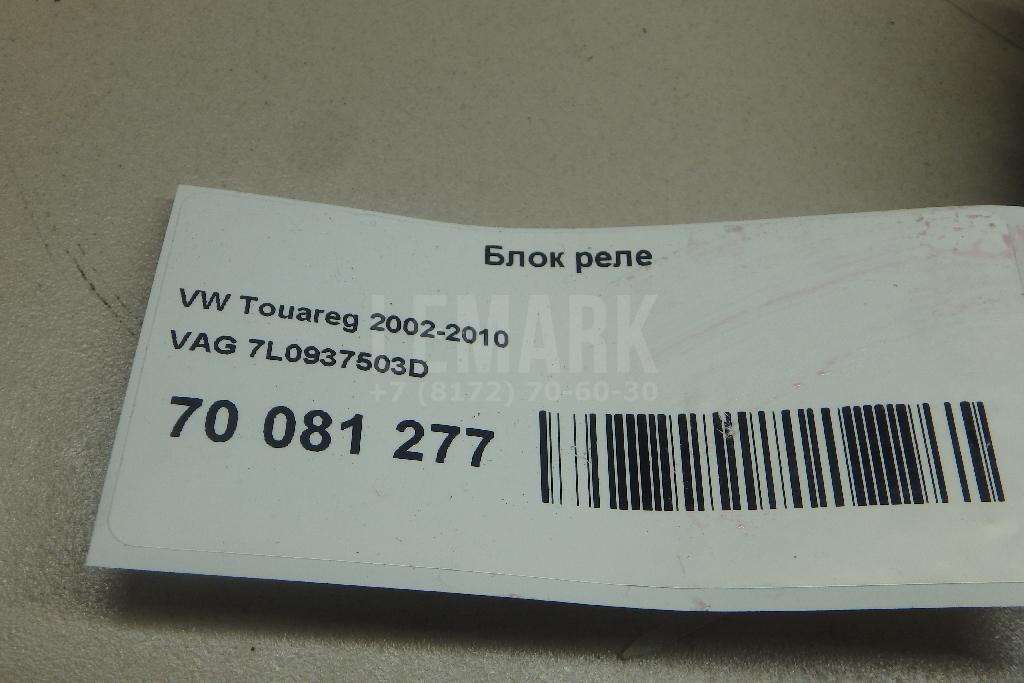 Блок реле
VW Touareg 2002-2010
VAG 7L0937503D
70 081 277
LEMARK
+7 (8172) 70-60-30